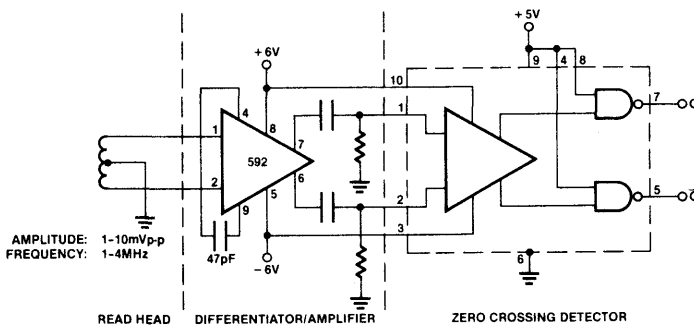 +5V
+6V
9 4 8
10
4
1
7
1
8
1
7
592
6
2
5
2
5
9
3
6
47pF
−6V
AMPLITUDE: 1–10mVp-p
FREQUENCY: 1–4MHz
READ HEAD
DIFFERENTIATOR/AMPLIFIER
ZERO CROSSING DETECTOR